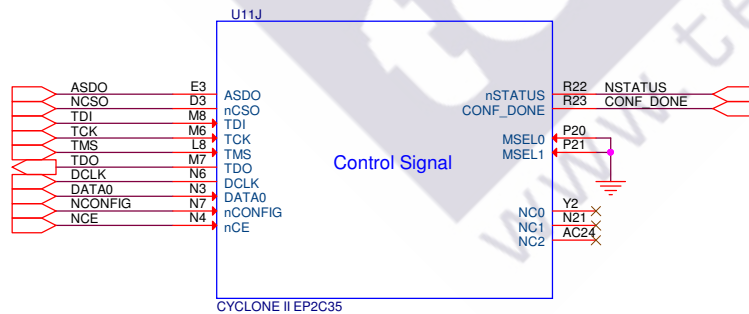 U11J
ASDO E3 ASDO
NCSO D3 nCSO
TDI M8 TDI
TCK M6 TCK
TMS L8 TMS
TDO M7 TDO
DCLK N6 DCLK
DATA0 N3 DATA0
NCONFIG N7 nCONFIG
NCE N4 nCE
Control Signal
nSTATUS R22 NSTATUS
CONF_DONE R23 CONF_DONE
MSEL0 P20
MSEL1 P21
NC0 Y2
NC1 N21
NC2 AC24
CYCLONE II EP2C35